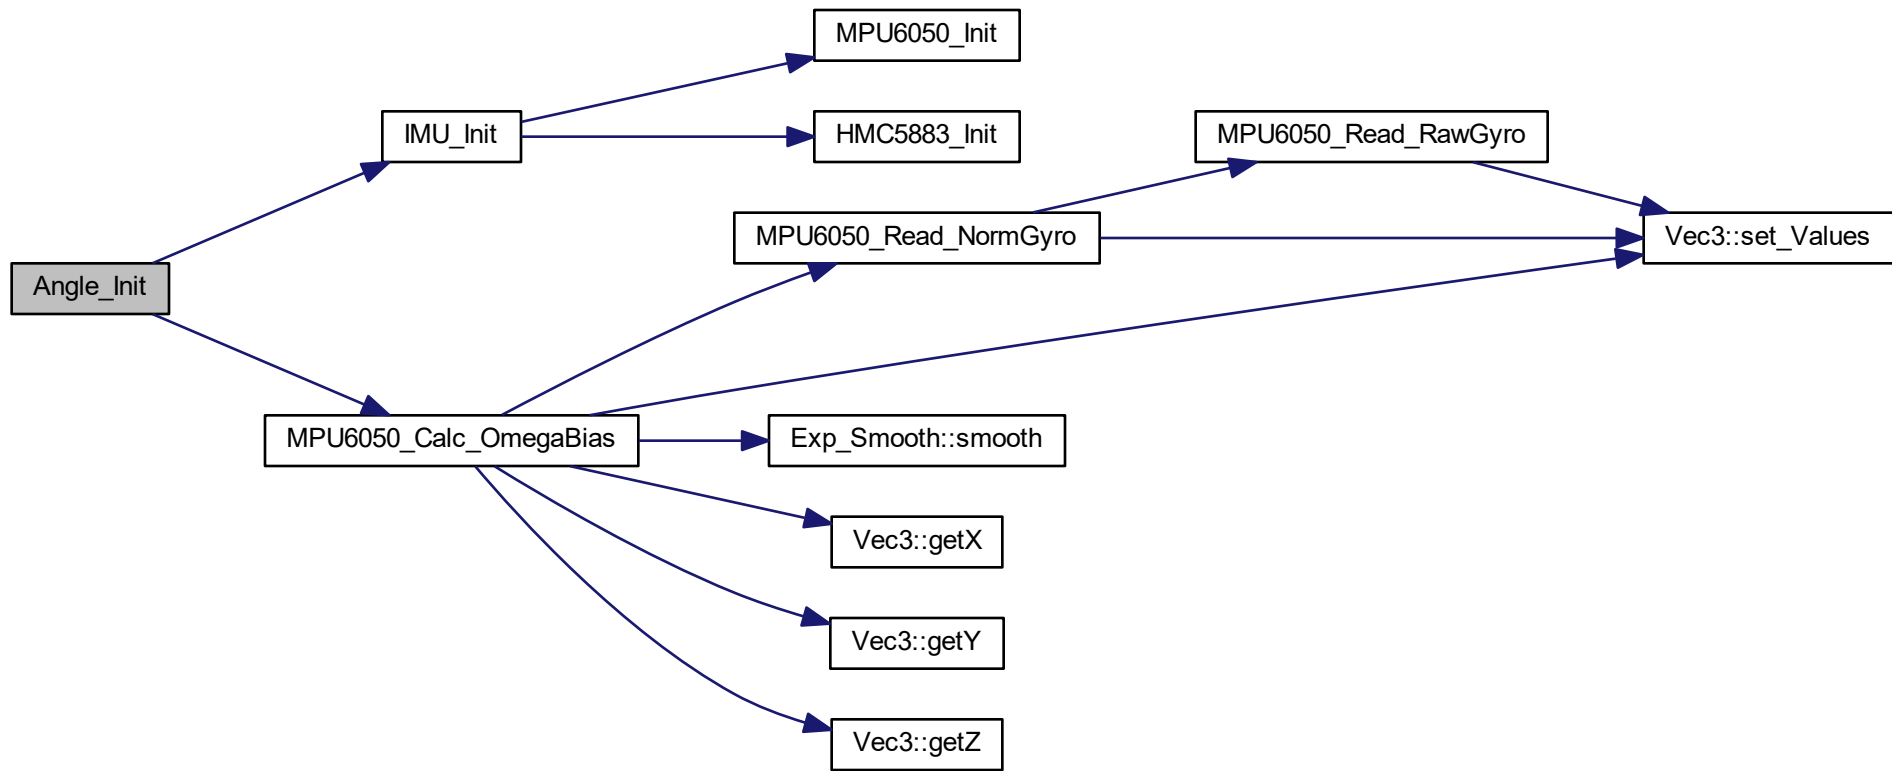 MPU6050_Init
IMU_Init
HMC5883_Init
MPU6050_Read_RawGyro
MPU6050_Read_NormGyro
Vec3::set_Values
Angle_Init
MPU6050_Calc_OmegaBias
Exp_Smooth::smooth
Vec3::getX
Vec3::getY
Vec3::getZ